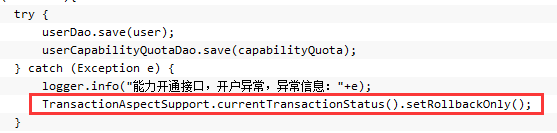 try {
userDao.save(user);
userCapabilityQuotaDao.save(capabilityQuota);
} catch (Exception e) {
logger.info("能力开通接口，开户异常，异常信息："+e);
TransactionAspectSupport.currentTransactionStatus().setRollbackOnly();
}